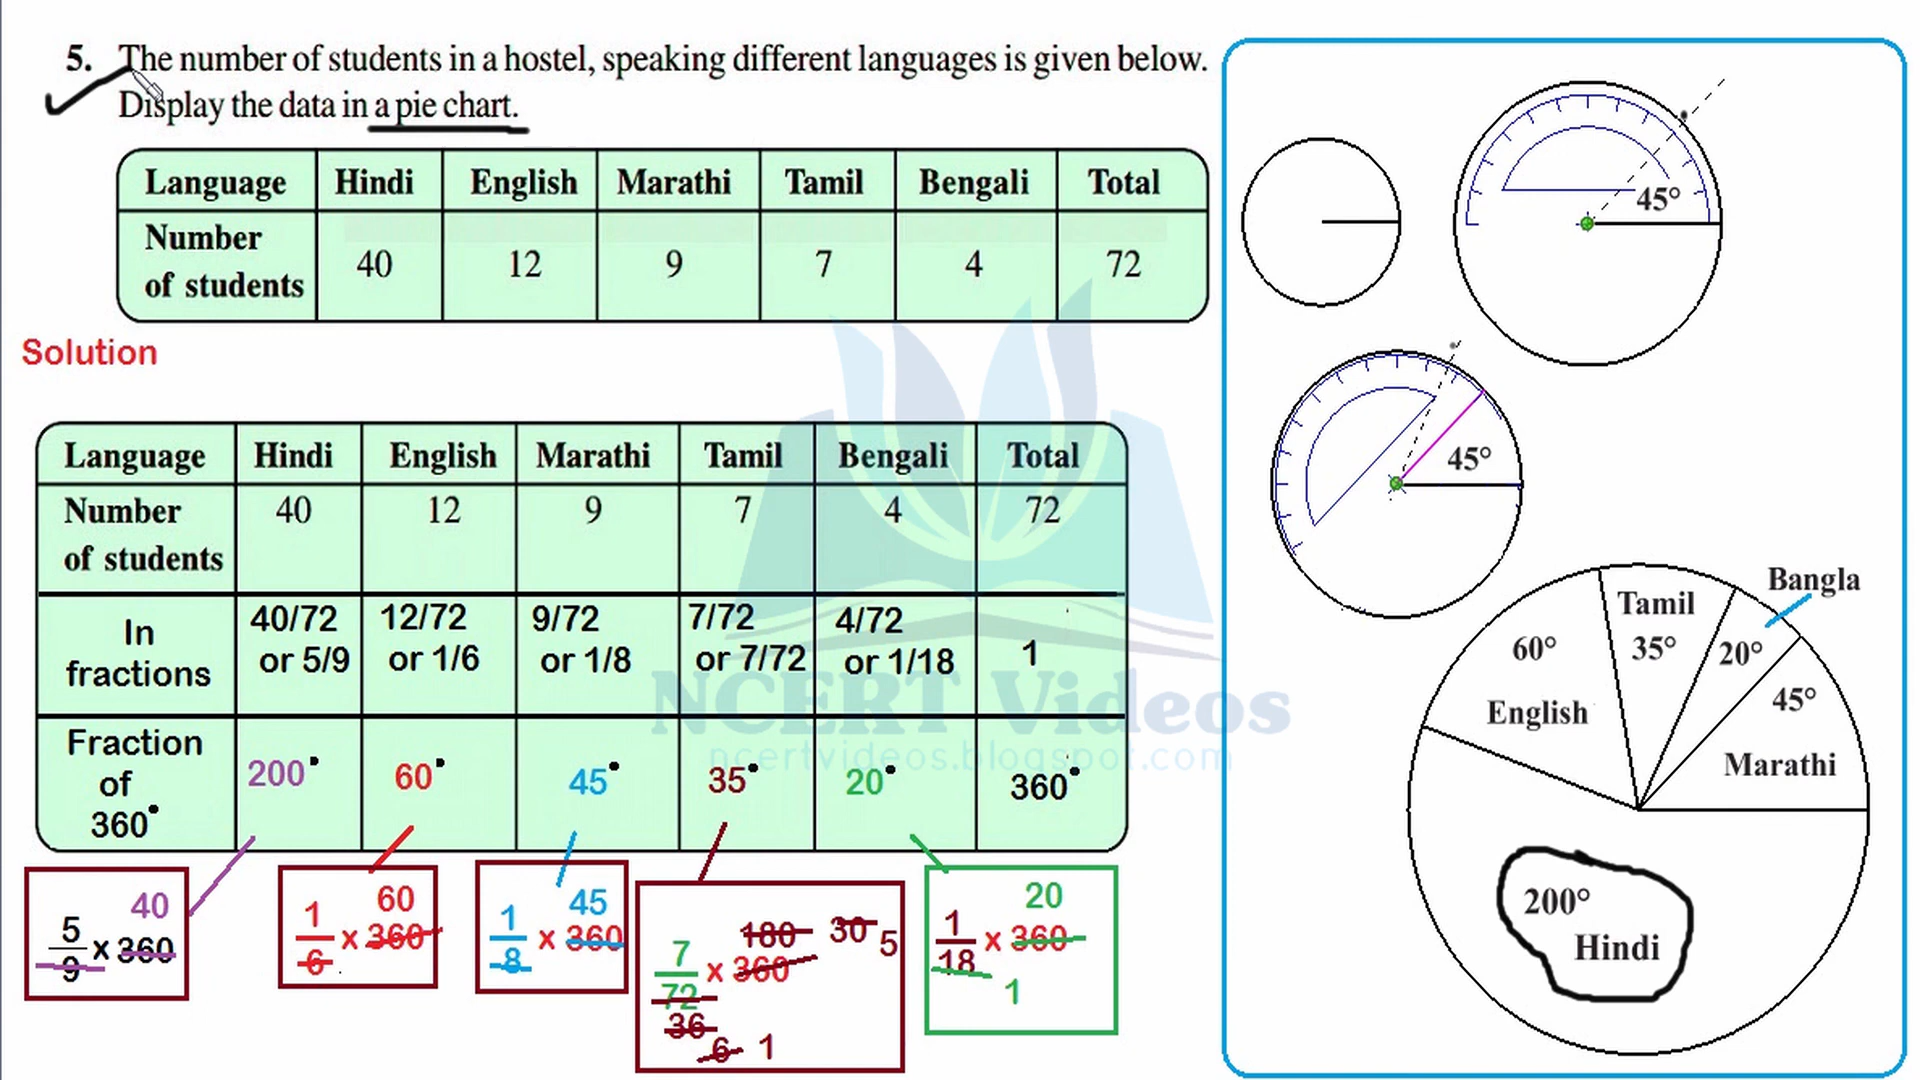 5. The number of students in a hostel, speaking different languages is given below.
Display the data in a pie chart.
Language Hindi English Marathi Tamil Bengali Total
Number of students 40 12 9 7 4 72
Solution
Language Hindi English Marathi Tamil Bengali Total
Number of students 40 12 9 7 4 72
In fractions 40/72 or 5/9 12/72 or 1/6 9/72 or 1/8 7/72 or 7/72 4/72 or 1/18 1
Fraction of 360° 200° 60° 45° 35° 20° 360°
5/9 x 360 40
1/6 x 360 60
1/8 x 360 45
7/72 x 360 180 30 5 36 6 1
1/18 x 360 20 1
NCERT Videos
ncertvideos.blogspot.com
45°
45°
Bangla
Tamil
35°
20°
60°
English
45°
Marathi
200°
Hindi